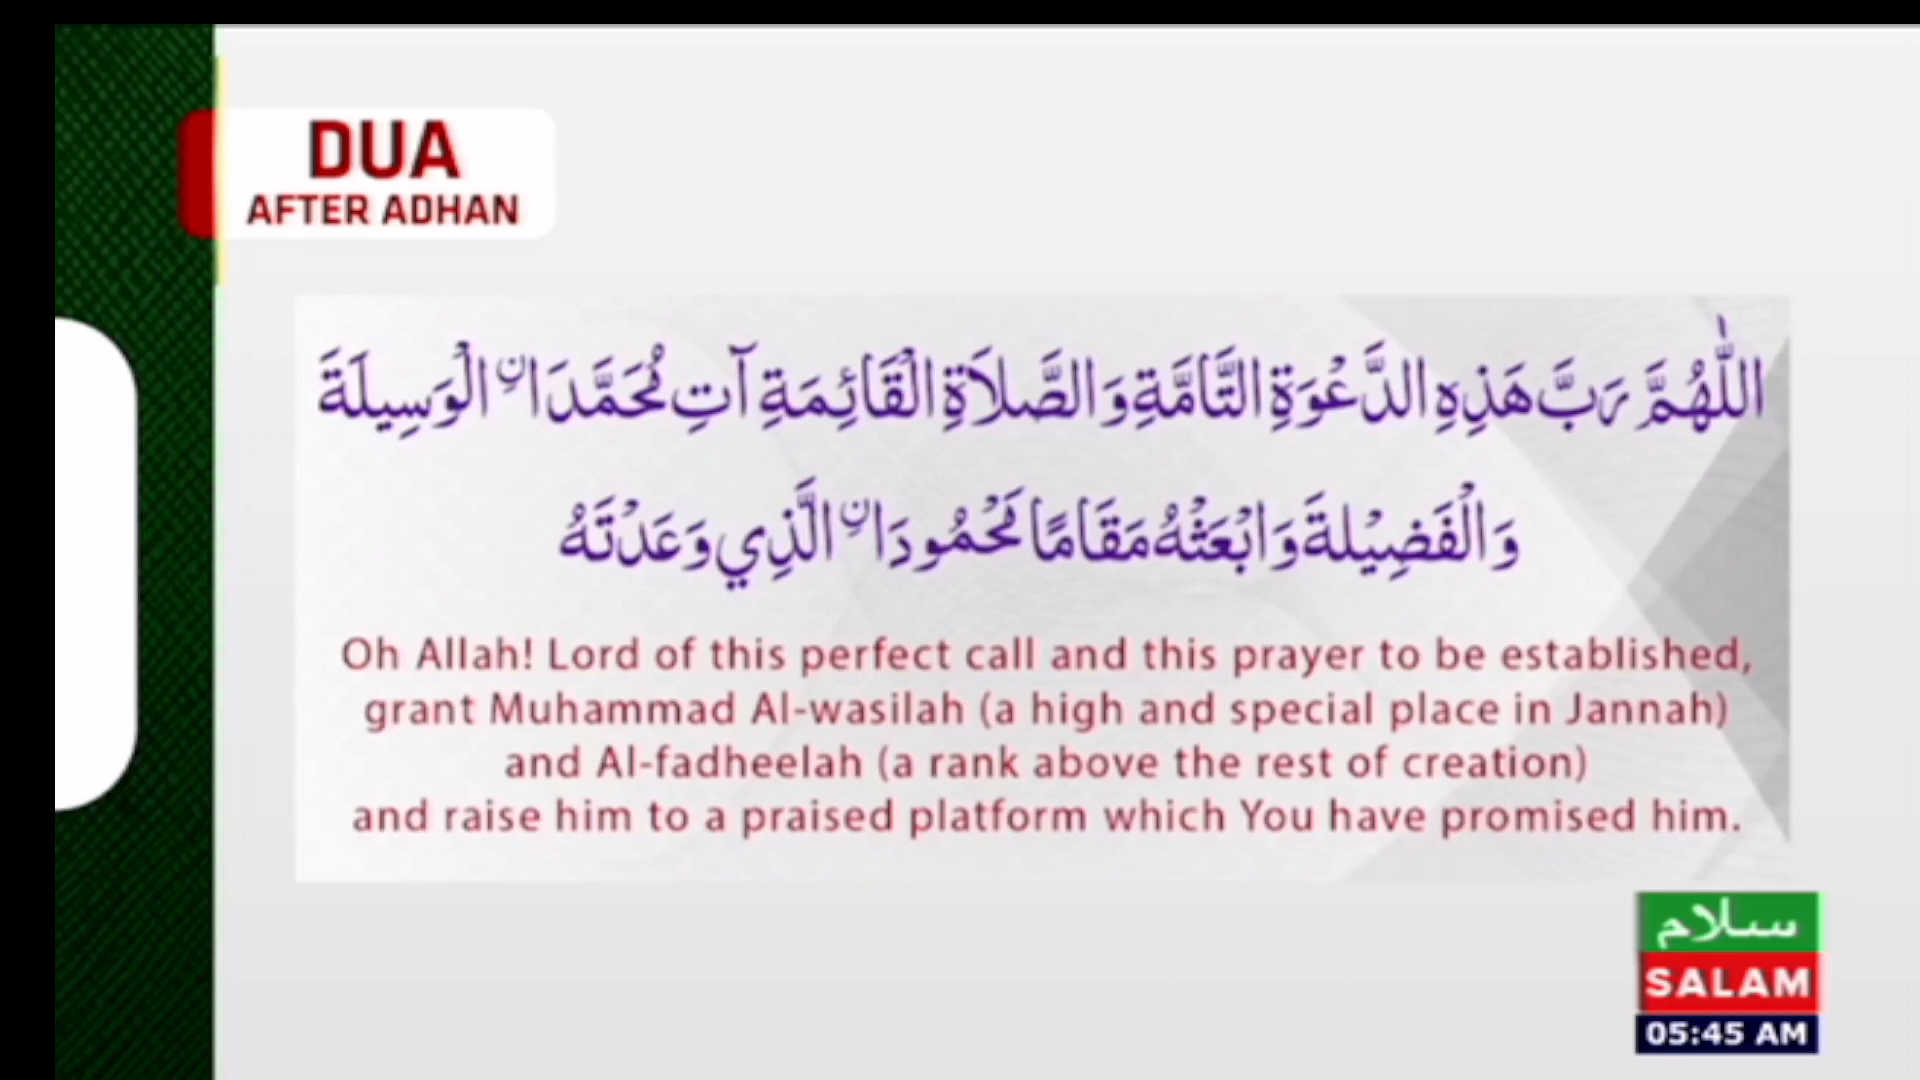 DUA
AFTER ADHAN
اللّٰهُمَّ رَبَّ هَذِهِ الدَّعْوَةِ التَّامَّةِ وَالصَّلاَةِ الْقَائِمَةِ آتِ مُحَمَّدَا نِ الْوَسِيلَةَ
وَالْفَضِيْلةَ وَابْعَثْهُ مَقَامًا مَحْمُودَا نِ الَّذِي وَعَدْتَهُ
Oh Allah! Lord of this perfect call and this prayer to be established,
grant Muhammad Al-wasilah (a high and special place in Jannah)
and Al-fadheelah (a rank above the rest of creation)
and raise him to a praised platform which You have promised him.
سلام
SALAM
05:45 AM